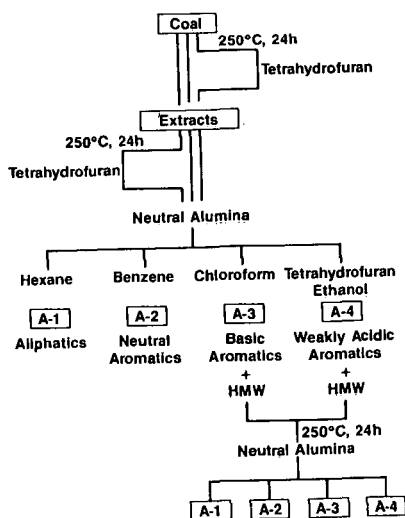 Coal
250°C, 24h
Tetrahydrofuran
Extracts
250°C, 24h
Tetrahydrofuran
Neutral Alumina
Hexane Benzene Chloroform Tetrahydrofuran
Ethanol
A-1 A-2 A-3 A-4
Aliphatics Neutral Basic Weakly Acidic
Aromatics Aromatics Aromatics
+ +
HMW HMW
250°C, 24h
Neutral Alumina
A-1 A-2 A-3 A-4